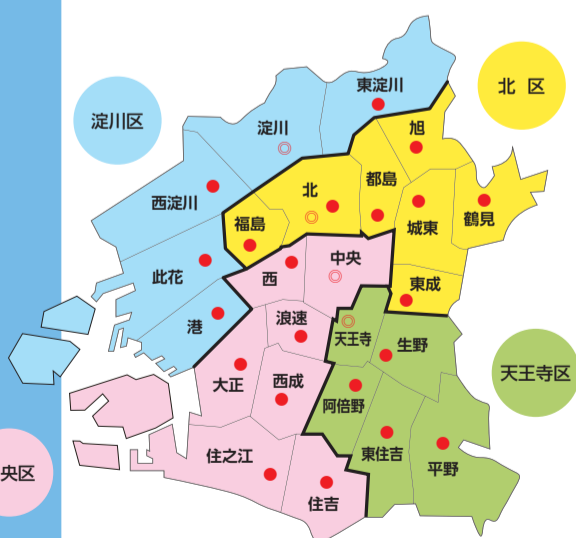 東淀川
北 区
淀川区
淀川
旭
都島
北
西淀川
福島
城東
鶴見
中央
此花
西
東成
港
浪速
天王寺
生野
天王寺区
大正
西成
阿倍野
住之江
東住吉
平野
央区
住吉